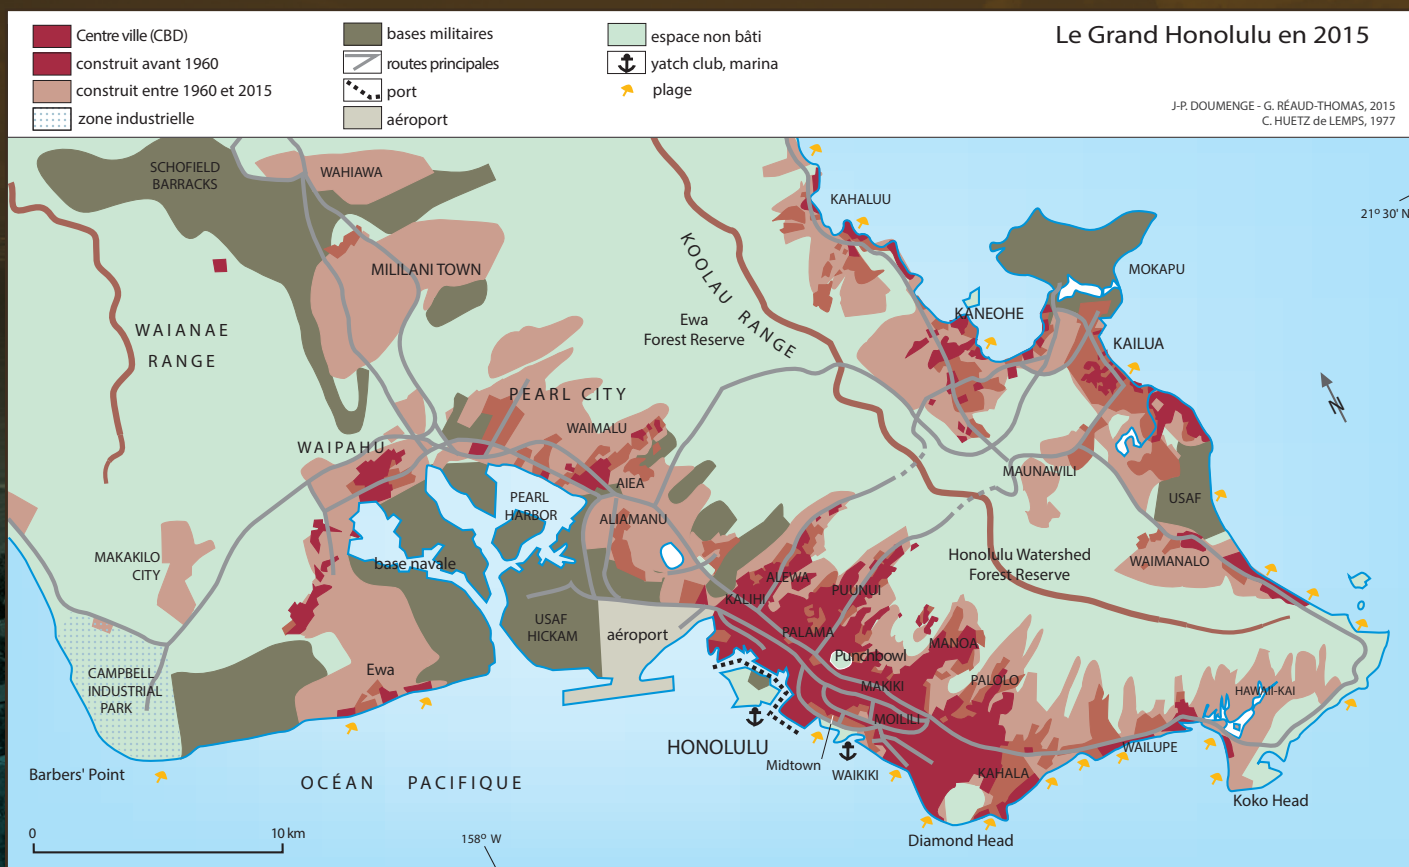 Le Grand Honolulu en 2015
J-P. DOUMENGE - G. RÉAUD-THOMAS, 2015
C. HUETZ de LEMPS, 1977
Centre ville (CBD)
construit avant 1960
construit entre 1960 et 2015
zone industrielle
bases militaires
routes principales
port
aéroport
espace non bâti
yatch club, marina
plage
SCHOFIELD
BARRACKS
WAHIAWA
KAHALUU
21º 30' N
MILILANI TOWN
KOOLAU RANGE
MOKAPU
WAIANAE
RANGE
Ewa
Forest Reserve
KANEOHE
KAILUA
N
PEARL CITY
WAIMALU
WAIPAHU
MAUNAWILI
AIEA
PEARL
HARBOR
USAF
ALIAMANU
MAKAKILO
CITY
base navale
Honolulu Watershed
Forest Reserve
WAIMANALO
ALEWA
PUUNUI
KALIHI
USAF
HICKAM
aéroport
PALAMA
MANOA
Punchbowl
Ewa
CAMPBELL
INDUSTRIAL
PARK
MAKIKI
PALOLO
HAWAII-KAI
MOILILI
HONOLULU
WAILUPE
Midtown
WAIKIKI
KAHALA
Barbers' Point
OCÉAN PACIFIQUE
Koko Head
Diamond Head
0 10 km
158º W